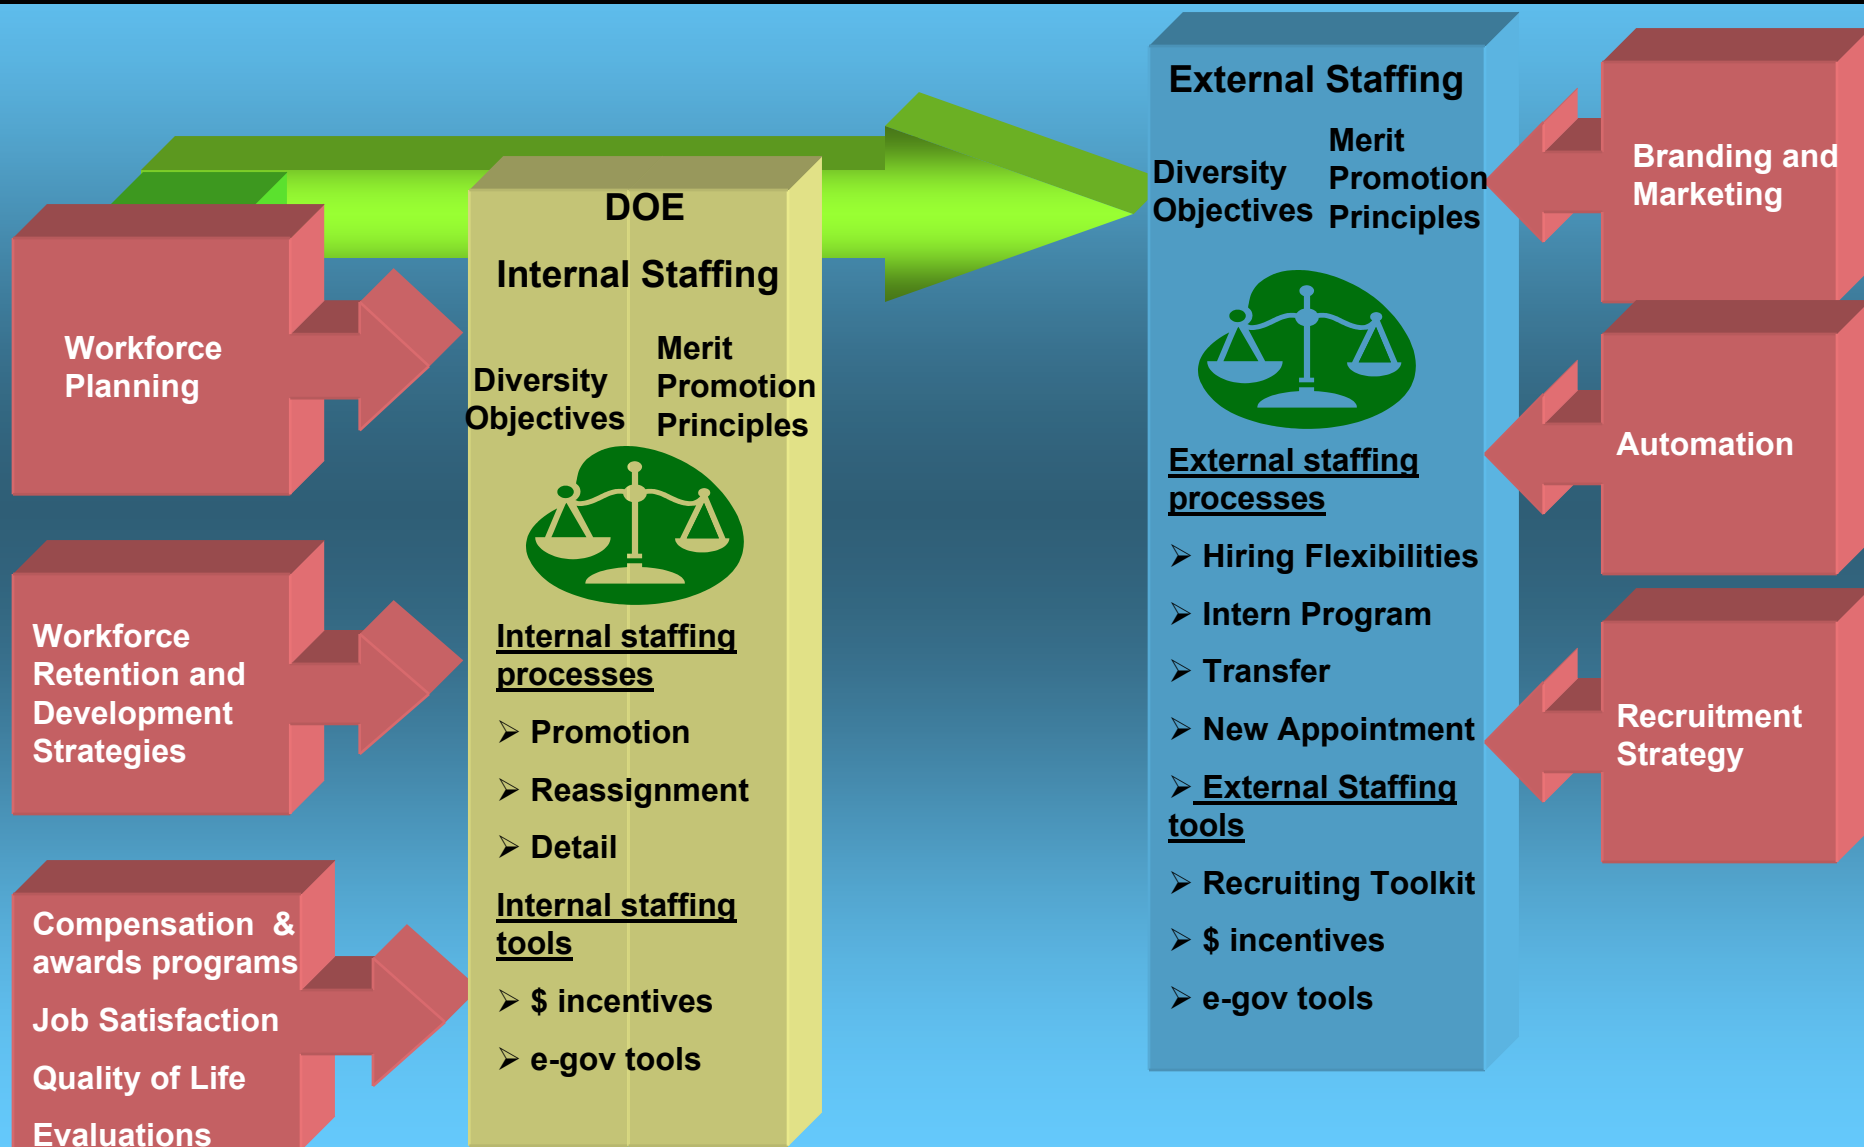 Workforce
Planning
Workforce
Retention and
Development
Strategies
Compensation & 
awards programs
Job Satisfaction
Quality of Life
Evaluations
DOE
Internal Staffing
Diversity
Objectives
Merit
Promotion
Principles
Internal staffing
processes
➢ Promotion
➢ Reassignment
➢ Detail
Internal staffing
tools
➢ $ incentives
➢ e-gov tools
External Staffing
Diversity
Objectives
Merit
Promotion
Principles
External staffing
processes
➢ Hiring Flexibilities
➢ Intern Program
➢ Transfer
➢ New Appointment
➢ External Staffing
tools
➢ Recruiting Toolkit
➢ $ incentives
➢ e-gov tools
Branding and
Marketing
Automation
Recruitment
Strategy